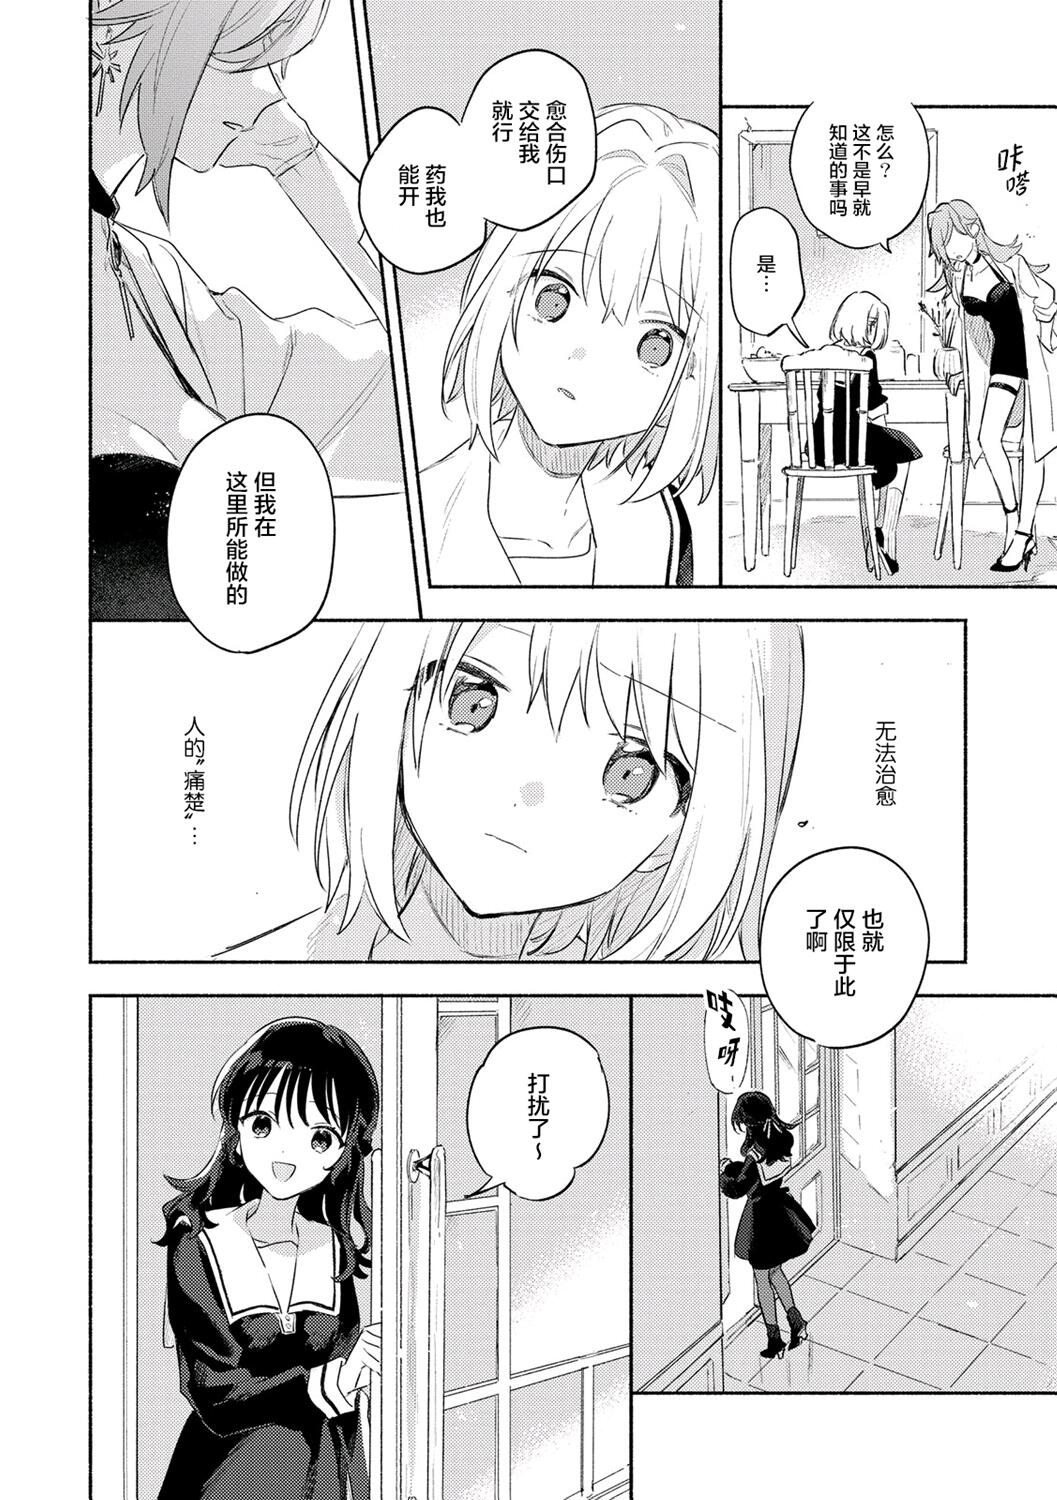 咔嗒
怎么？
这不是早就
知道的事吗
是…
愈合伤口
交给我
就行
药我也
能开
但我在
这里所能做的
也就
仅限于此
了啊
无法治愈
人的“痛楚”…
吱呀
打扰了～